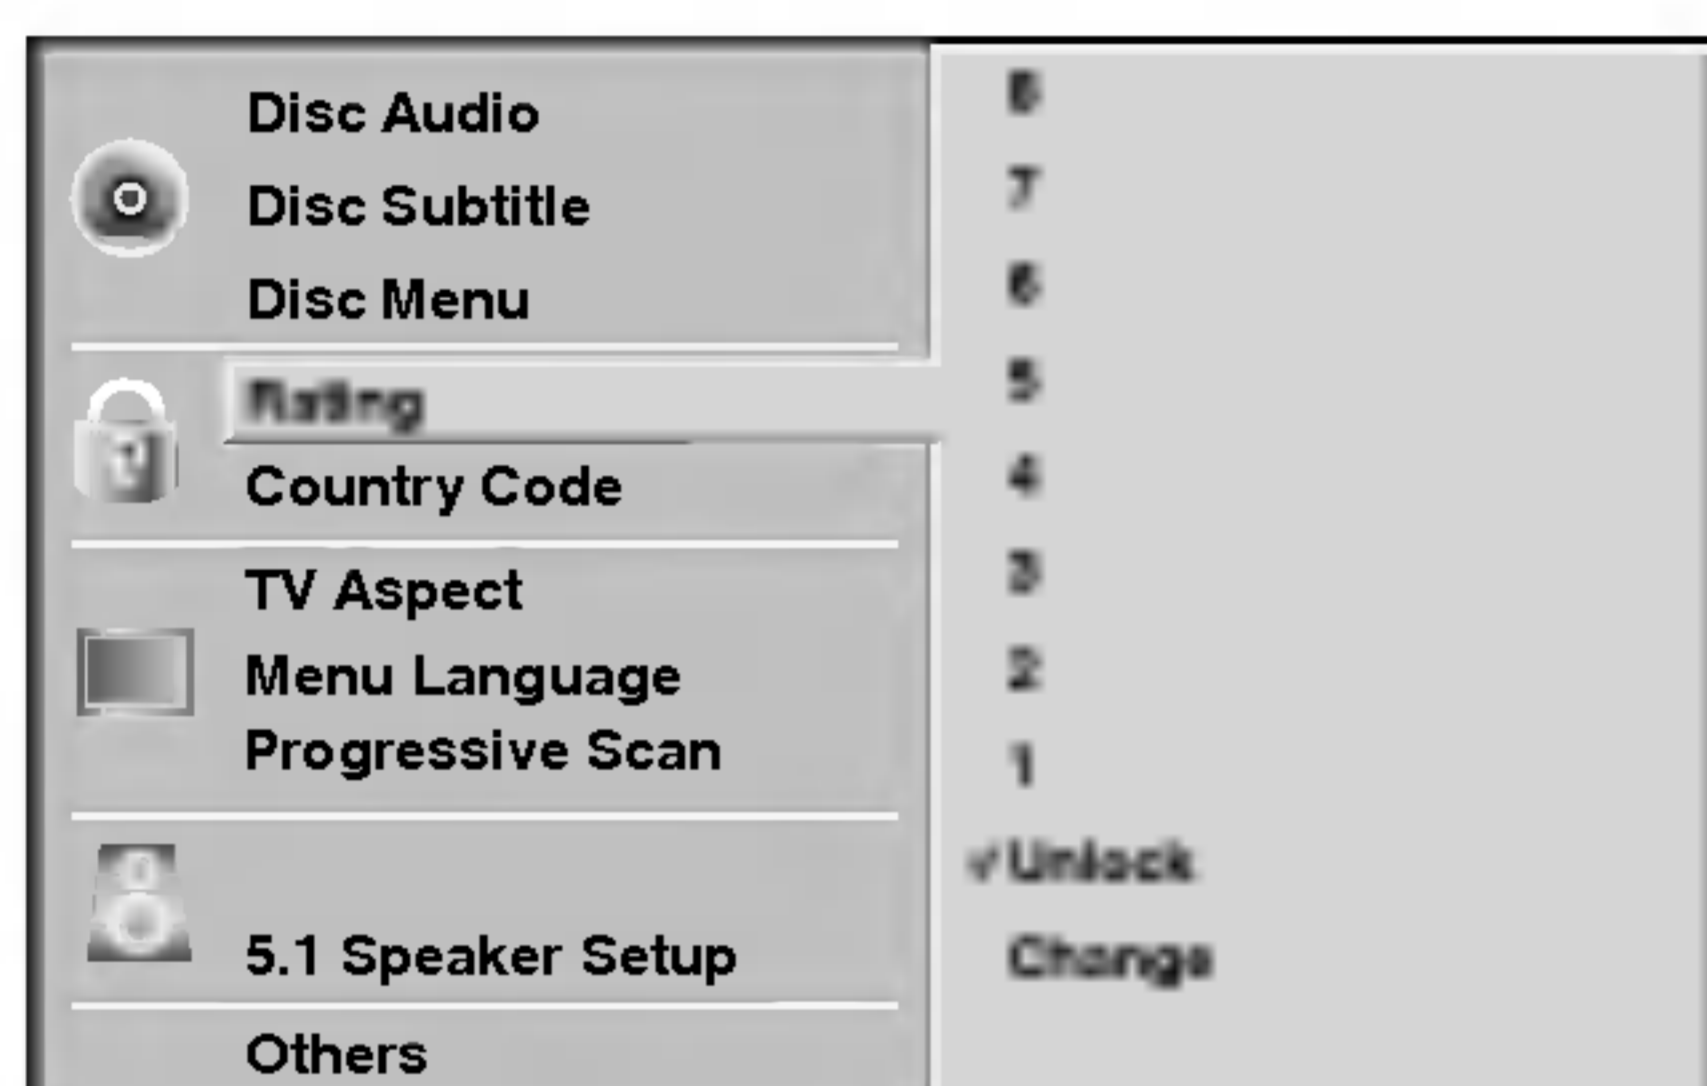 Disc Audio
Disc Subtitle
Disc Menu
Rating
Country Code
TV Aspect
Menu Language
Progressive Scan
5.1 Speaker Setup
Others
8
7
6
5
4
3
2
1
✓Unlock
Change